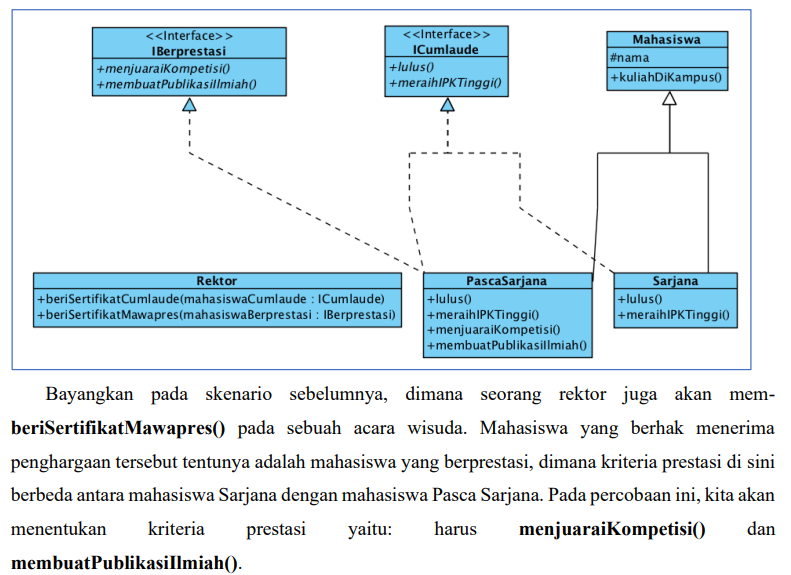 <<Interface>>
IBerprestasi
+menjuaraiKompetisi()
+membuatPublikasiIlmiah()
<<Interface>>
ICumlaude
+lulus()
+meraihIPKTinggi()
Mahasiswa
#nama
+kuliahDiKampus()
Rektor
+beriSertifikatCumlaude(mahasiswaCumlaude : ICumlaude)
+beriSertifikatMawapres(mahasiswaBerprestasi : IBerprestasi)
PascaSarjana
+lulus()
+meraihIPKTinggi()
+menjuaraiKompetisi()
+membuatPublikasiIlmiah()
Sarjana
+lulus()
+meraihIPKTinggi()
Bayangkan pada skenario sebelumnya, dimana seorang rektor juga akan mem-
beriSertifikatMawapres() pada sebuah acara wisuda. Mahasiswa yang berhak menerima
penghargaan tersebut tentunya adalah mahasiswa yang berprestasi, dimana kriteria prestasi di sini
berbeda antara mahasiswa Sarjana dengan mahasiswa Pasca Sarjana. Pada percobaan ini, kita akan
menentukan kriteria prestasi yaitu: harus menjuaraiKompetisi() dan
membuatPublikasiIlmiah().